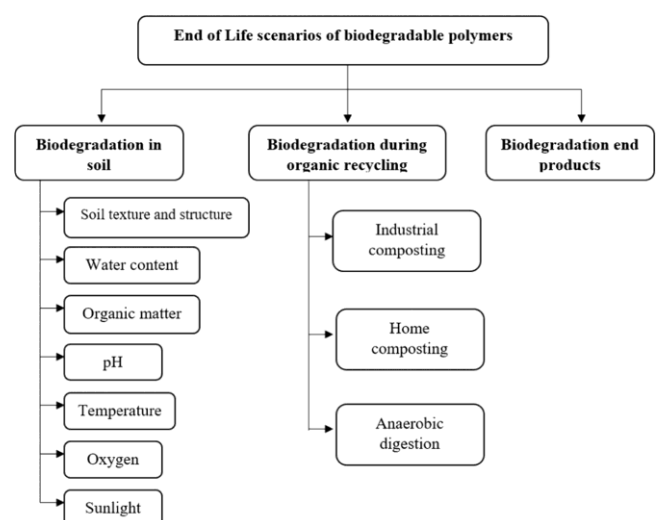 End of Life scenarios of biodegradable polymers
Biodegradation in
soil
Biodegradation during
organic recycling
Biodegradation end
products
Soil texture and structure
Water content
Organic matter
pH
Temperature
Oxygen
Sunlight
Industrial
composting
Home
composting
Anaerobic
digestion